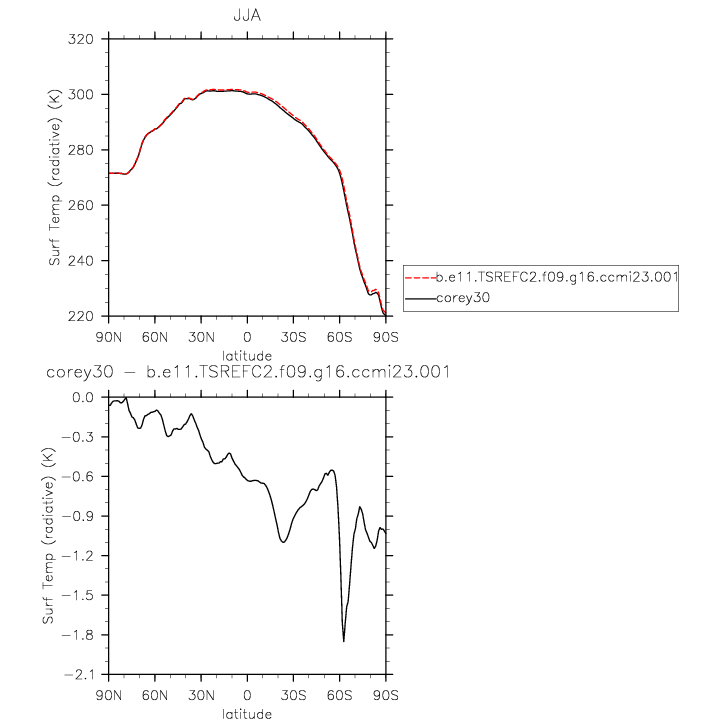 JJA
320
300
280
260
240
220
Surf Temp (radiative) (K)
90N 60N 30N 0 30S 60S 90S
latitude
b.e11.TSREFC2.f09.g16.ccmi23.001
corey30
corey30 − b.e11.TSREFC2.f09.g16.ccmi23.001
0.0
−0.3
−0.6
−0.9
−1.2
−1.5
−1.8
−2.1
Surf Temp (radiative) (K)
90N 60N 30N 0 30S 60S 90S
latitude